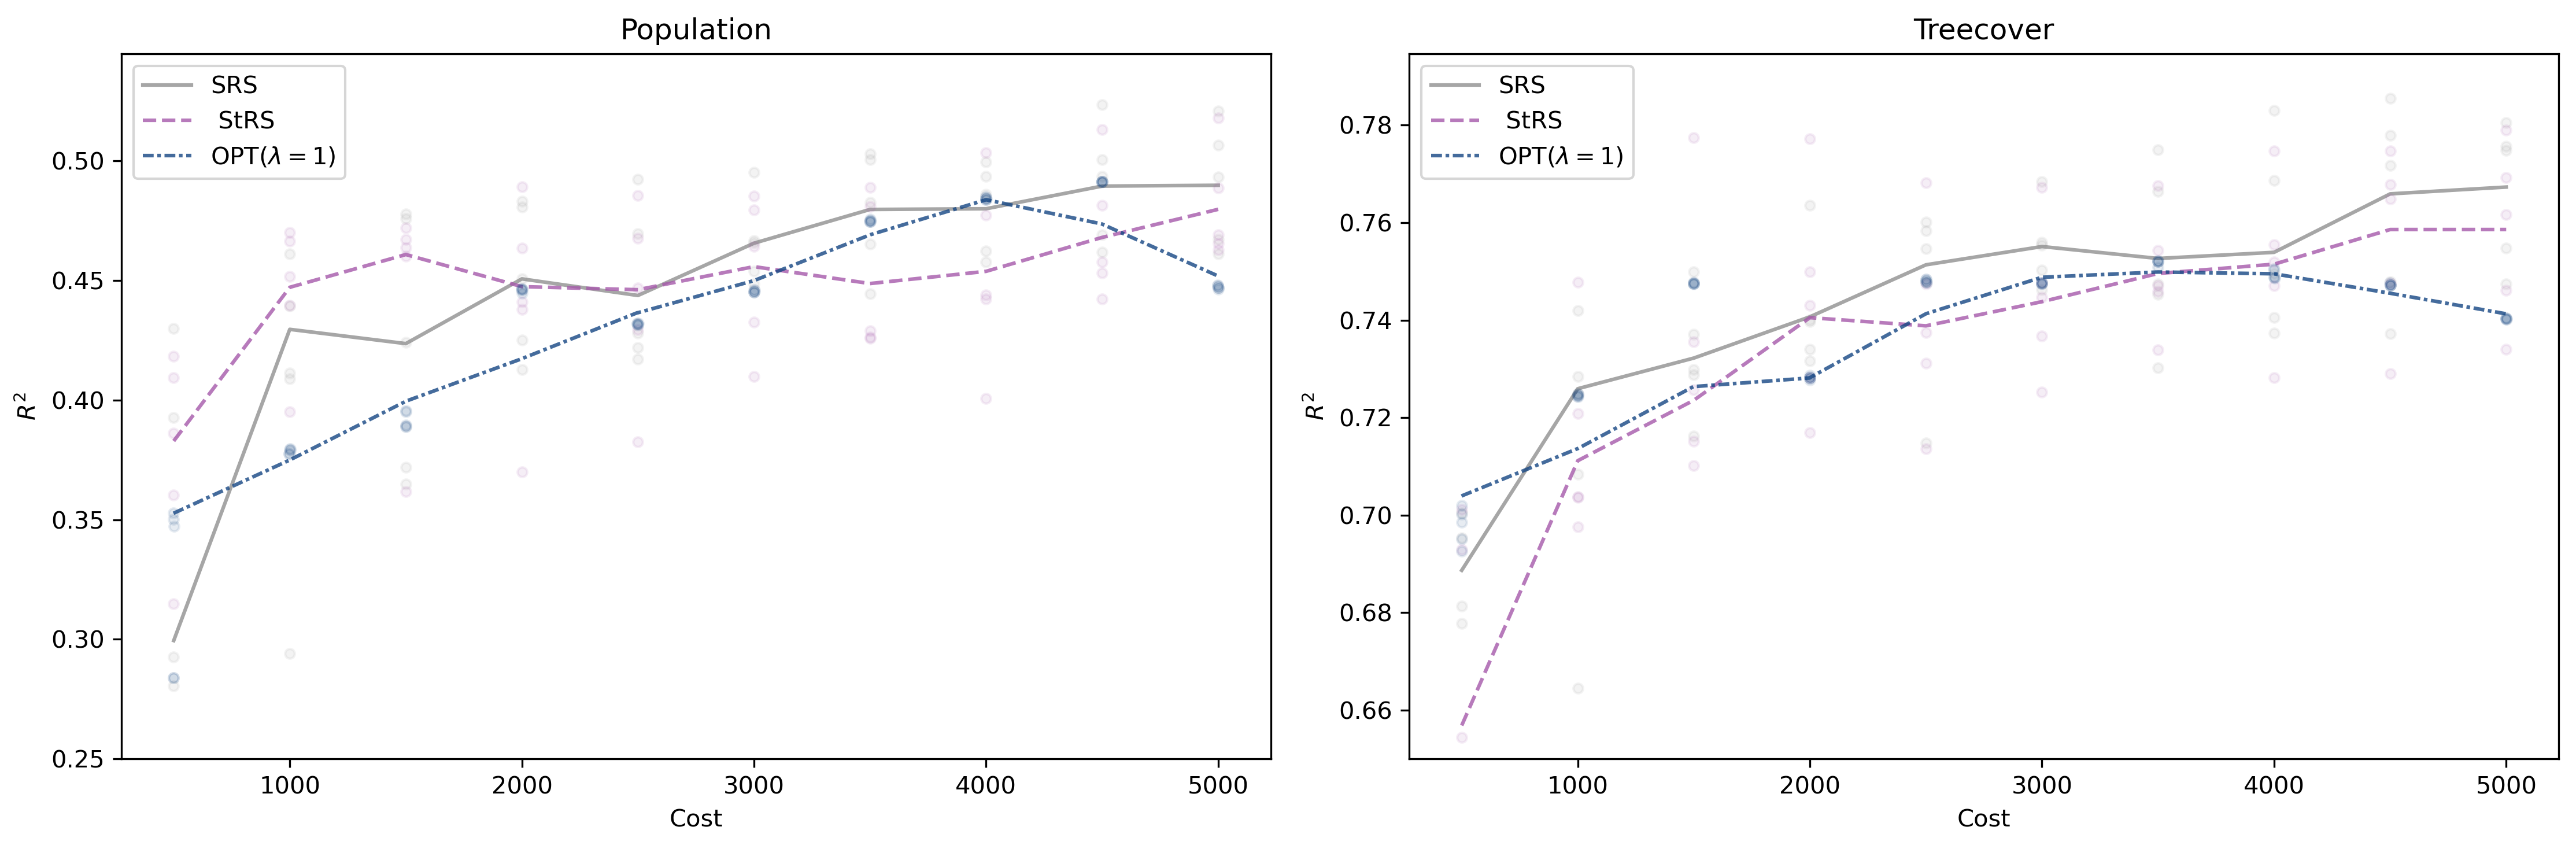 Population
SRS
StRS
OPT(λ = 1)
0.50
0.45
0.40
0.35
0.30
0.25
R²
1000 2000 3000 4000 5000
Cost
Treecover
SRS
StRS
OPT(λ = 1)
0.78
0.76
0.74
0.72
0.70
0.68
0.66
R²
1000 2000 3000 4000 5000
Cost